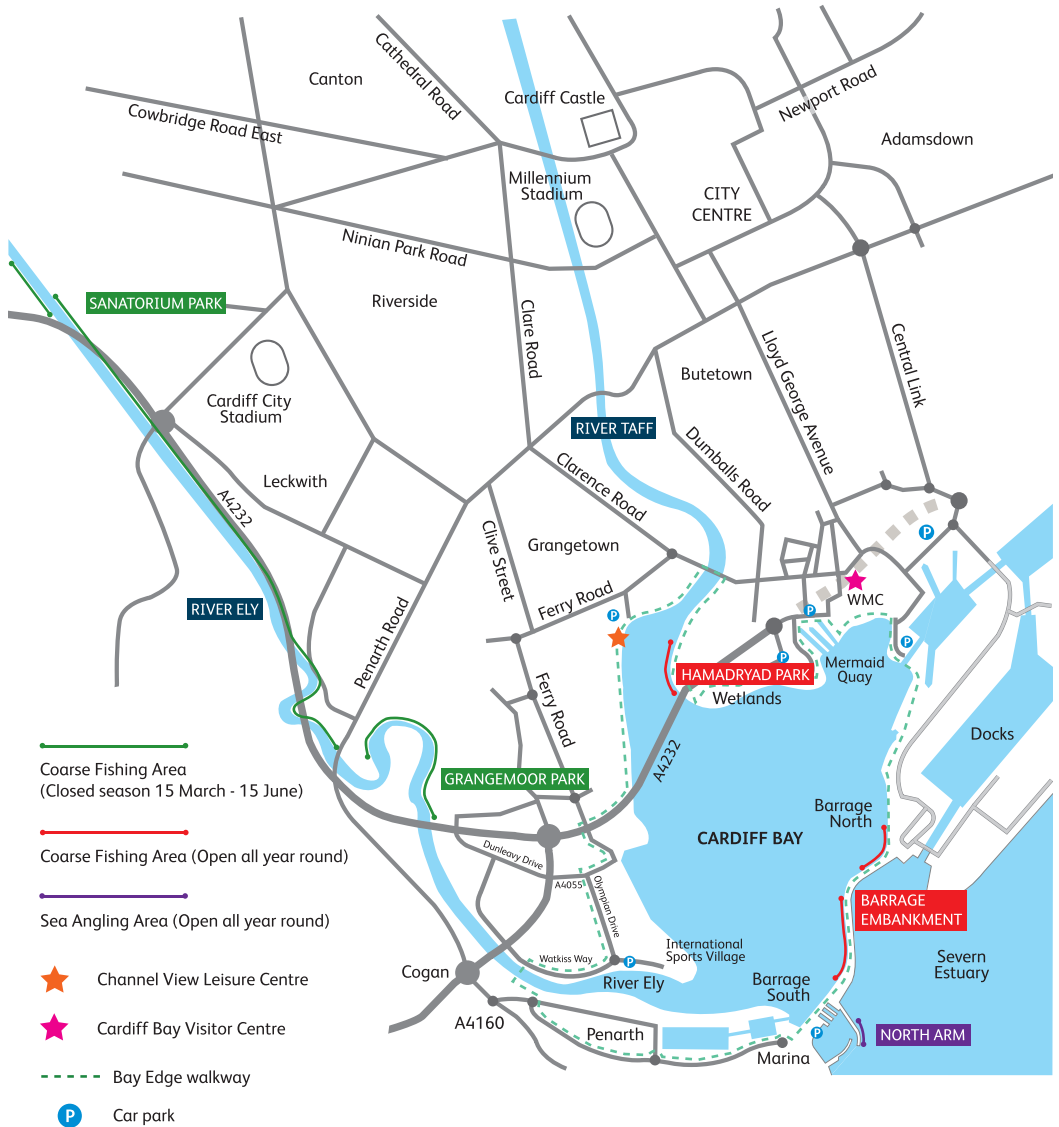 Canton
Cathedral Road
Cardiff Castle
Newport Road
Cowbridge Road East
Adamsdown
Millennium
Stadium
CITY
CENTRE
Ninian Park Road
SANATORIUM PARK
Riverside
Clare Road
Lloyd George Avenue
Central Link
Butetown
Cardiff City
Stadium
RIVER TAFF
Dumballs Road
Leckwith
Clarence Road
A4232
Clive Street
Grangetown
P
RIVER ELY
Ferry Road
WMC
P
P
Penarth Road
P
P
Mermaid
Quay
HAMADRYAD PARK
Wetlands
Ferry Road
A4232
Docks
GRANGEMOOR PARK
Coarse Fishing Area
(Closed season 15 March - 15 June)
Barrage
North
CARDIFF BAY
Coarse Fishing Area (Open all year round)
Dunleavy Drive
A4055
Olympian Drive
BARRAGE
EMBANKMENT
Sea Angling Area (Open all year round)
International
Sports Village
Watkiss Way
P
Severn
Estuary
Cogan
River Ely
Barrage
South
Channel View Leisure Centre
A4160
Penarth
P
NORTH ARM
Cardiff Bay Visitor Centre
Marina
Bay Edge walkway
P
Car park